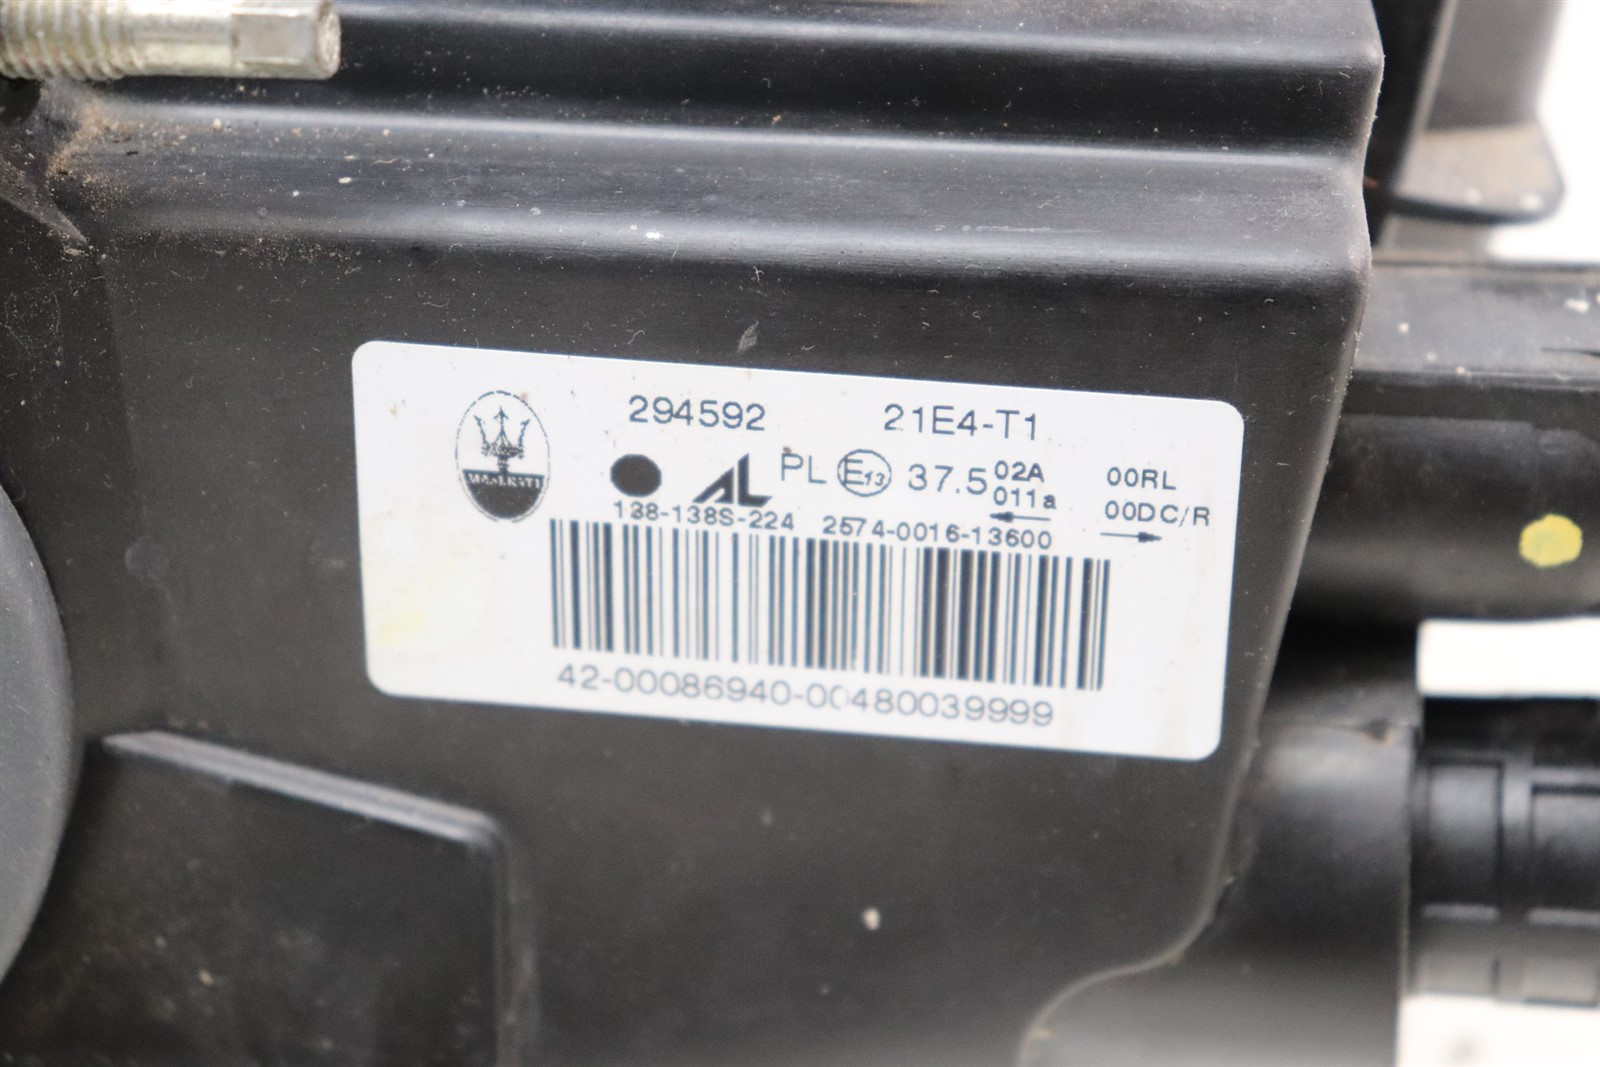 294592 21E4-T1
MASERATI
AL PL E13 37.5 02A 00RL
011a 00DC/R
138-138S-224 2574-0016-13600
42-00086940-00480039999